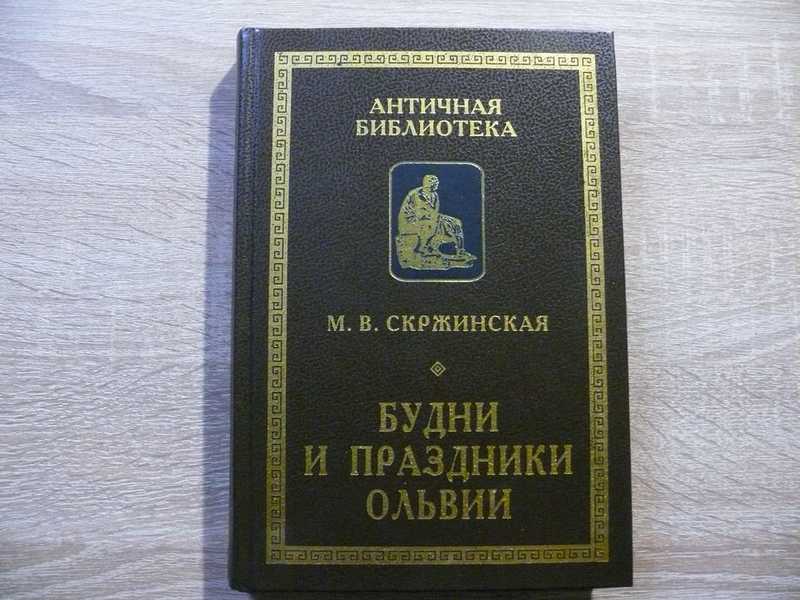 АНТИЧНАЯ
БИБЛИОТЕКА
М. В. СКРЖИНСКАЯ
БУДНИ
И ПРАЗДНИКИ
ОЛЬВИИ